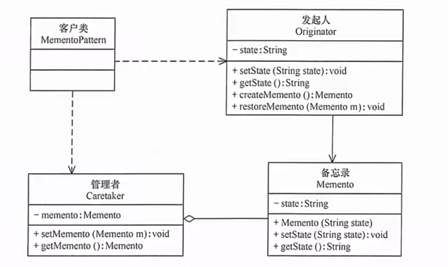 客户类
MementoPattern
发起人
Originator
- state:String
+ setState (String state):void
+ getState ():String
+ createMemento ():Memento
+ restoreMemento (Memento m):void
管理者
Caretaker
- memento:Memento
+ setMemento (Memento m):void
+ getMemento ():Memento
备忘录
Memento
- state:String
+ Memento (String state)
+ setState (String state):void
+ getState ():String